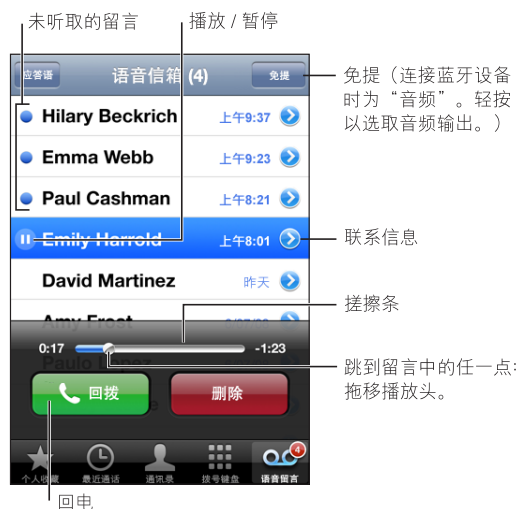 未听取的留言
播放 / 暂停
应答语
语音信箱 (4)
免提
免提（连接蓝牙设备
时为“音频”。轻按
以选取音频输出。）
Hilary Beckrich
上午9:37
Emma Webb
上午9:23
Paul Cashman
上午8:21
Emily Harrold
上午8:01
联系信息
David Martinez
昨天
Amy Frost
搓擦条
0:17
-1:23
Paulo Lopez
跳到留言中的任一点:
拖移播放头。
回拨
删除
4
个人收藏
最近通话
通讯录
拨号键盘
语音留言
回电